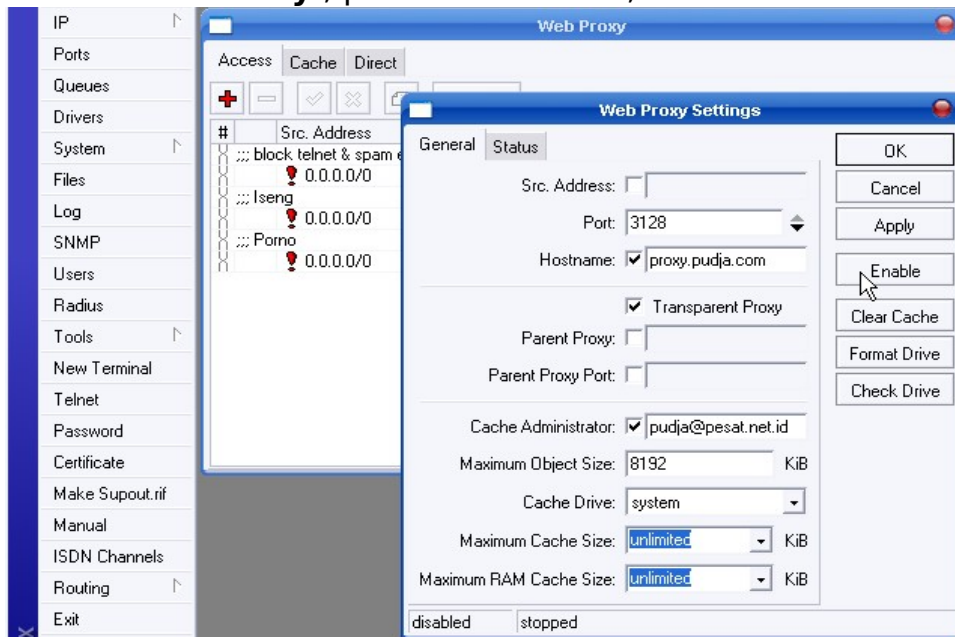 IP
Ports
Queues
Drivers
System
Files
Log
SNMP
Users
Radius
Tools
New Terminal
Telnet
Password
Certificate
Make Supout.rif
Manual
ISDN Channels
Routing
Exit
Web Proxy
Access Cache Direct
# Src. Address
;;; block telnet & spam
0.0.0.0/0
;;; Iseng
0.0.0.0/0
;;; Porno
0.0.0.0/0
Web Proxy Settings
General Status
Src. Address:
Port: 3128
Hostname: proxy.pudja.com
Transparent Proxy
Parent Proxy:
Parent Proxy Port:
Cache Administrator: pudja@pesat.net.id
Maximum Object Size: 8192 KiB
Cache Drive: system
Maximum Cache Size: unlimited KiB
Maximum RAM Cache Size: unlimited KiB
disabled stopped
OK
Cancel
Apply
Enable
Clear Cache
Format Drive
Check Drive